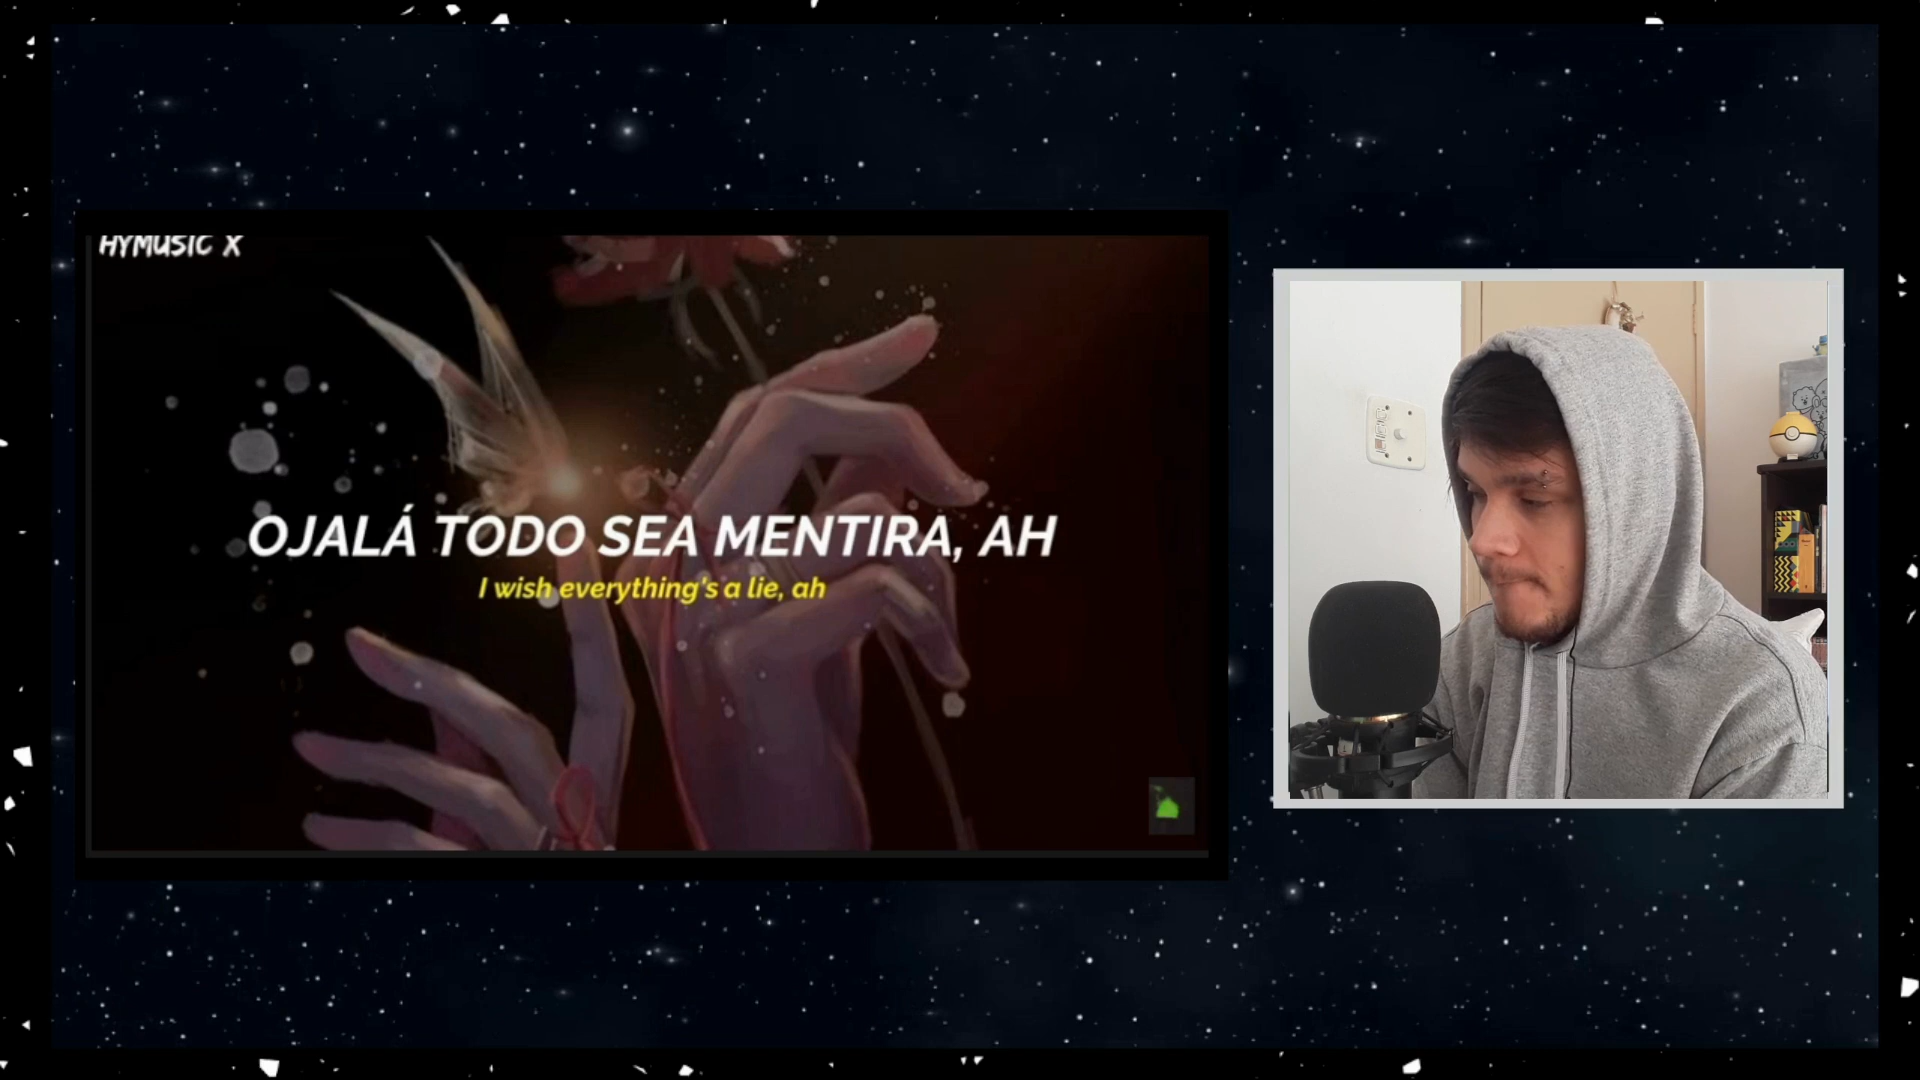 HYMUSIC X
OJALÁ TODO SEA MENTIRA, AH
I wish everything's a lie, ah